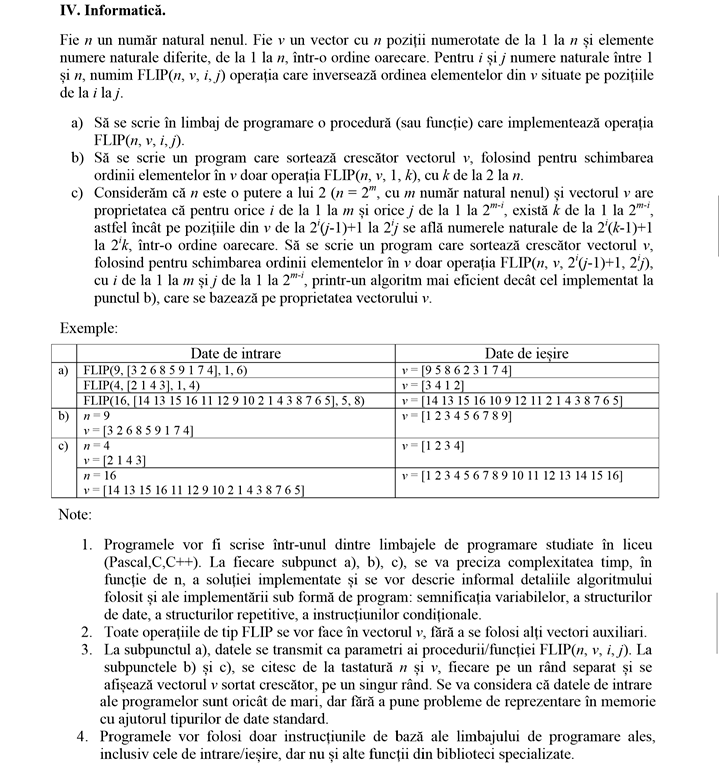 IV. Informatică.
Fie n un număr natural nenul. Fie v un vector cu n poziții numerotate de la 1 la n și elemente
numere naturale diferite, de la 1 la n, într-o ordine oarecare. Pentru i și j numere naturale între 1
și n, numim FLIP(n, v, i, j) operația care inversează ordinea elementelor din v situate pe pozițiile
de la i la j.
a) Să se scrie în limbaj de programare o procedură (sau funcție) care implementează operația
FLIP(n, v, i, j).
b) Să se scrie un program care sortează crescător vectorul v, folosind pentru schimbarea
ordinii elementelor în v doar operația FLIP(n, v, 1, k), cu k de la 2 la n.
c) Considerăm că n este o putere a lui 2 (n = 2^m, cu m număr natural nenul) și vectorul v are
proprietatea că pentru orice i de la 1 la m și orice j de la 1 la 2^{m-i}, există k de la 1 la 2^{m-i},
astfel încât pe pozițiile din v de la 2^i(j-1)+1 la 2^i j se află numerele naturale de la 2^i(k-1)+1
la 2^i k, într-o ordine oarecare. Să se scrie un program care sortează crescător vectorul v,
folosind pentru schimbarea ordinii elementelor în v doar operația FLIP(n, v, 2^i(j-1)+1, 2^i j),
cu i de la 1 la m și j de la 1 la 2^{m-i}, printr-un algoritm mai eficient decât cel implementat la
punctul b), care se bazează pe proprietatea vectorului v.
Exemple:
Date de intrare Date de ieșire
a) FLIP(9, [3 2 6 8 5 9 1 7 4], 1, 6) v = [9 5 8 6 2 3 1 7 4]
FLIP(4, [2 1 4 3], 1, 4) v = [3 4 1 2]
FLIP(16, [14 13 15 16 11 12 9 10 2 1 4 3 8 7 6 5], 5, 8) v = [14 13 15 16 10 9 12 11 2 1 4 3 8 7 6 5]
b) n = 9 v = [1 2 3 4 5 6 7 8 9]
v = [3 2 6 8 5 9 1 7 4]
c) n = 4 v = [1 2 3 4]
v = [2 1 4 3]
n = 16 v = [1 2 3 4 5 6 7 8 9 10 11 12 13 14 15 16]
v = [14 13 15 16 11 12 9 10 2 1 4 3 8 7 6 5]
Note:
1. Programele vor fi scrise într-unul dintre limbajele de programare studiate în liceu
(Pascal,C,C++). La fiecare subpunct a), b), c), se va preciza complexitatea timp, în
funcție de n, a soluției implementate și se vor descrie informal detaliile algoritmului
folosit și ale implementării sub formă de program: semnificația variabilelor, a structurilor
de date, a structurilor repetitive, a instrucțiunilor condiționale.
2. Toate operațiile de tip FLIP se vor face în vectorul v, fără a se folosi alți vectori auxiliari.
3. La subpunctul a), datele se transmit ca parametri ai procedurii/funcției FLIP(n, v, i, j). La
subpunctele b) și c), se citesc de la tastatură n și v, fiecare pe un rând separat și se
afișează vectorul v sortat crescător, pe un singur rând. Se va considera că datele de intrare
ale programelor sunt oricât de mari, dar fără a pune probleme de reprezentare în memorie
cu ajutorul tipurilor de date standard.
4. Programele vor folosi doar instrucțiunile de bază ale limbajului de programare ales,
inclusiv cele de intrare/ieșire, dar nu și alte funcții din biblioteci specializate.